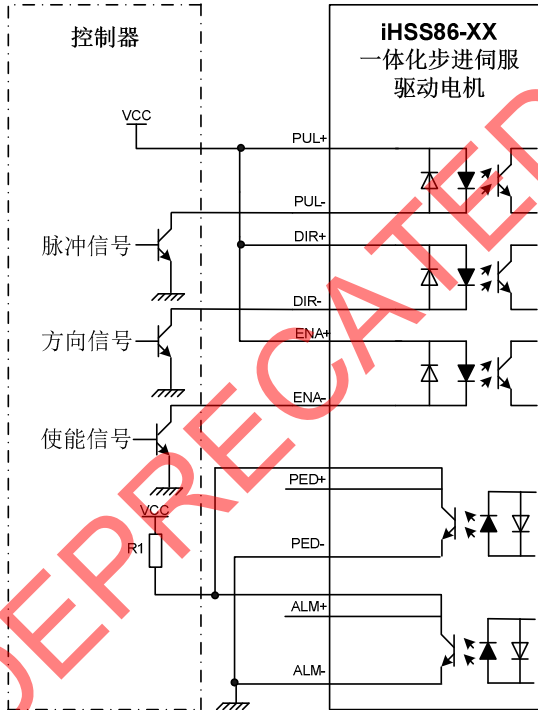 控制器
iHSS86-XX
一体化步进伺服
驱动电机
VCC
PUL+
PUL-
脉冲信号
DIR+
DIR-
方向信号
ENA+
ENA-
使能信号
PED+
VCC
R1
PED-
ALM+
ALM-
DEPRECATED